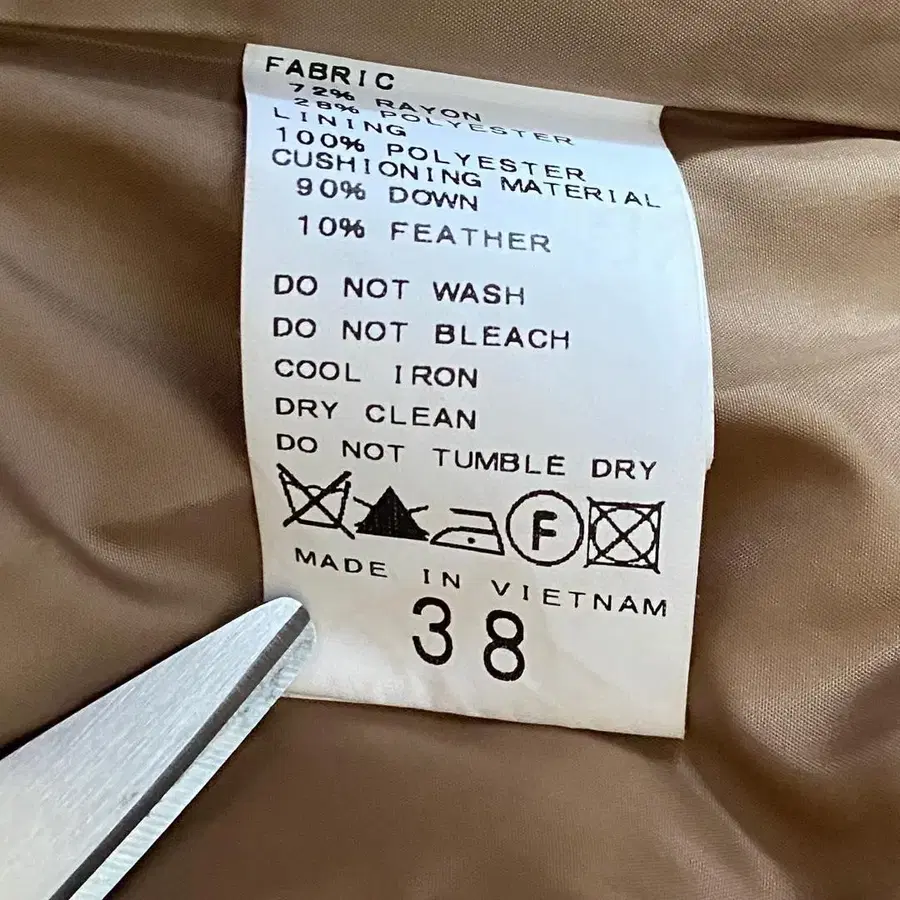 FABRIC
72% RAYON
28% POLYESTER
LINING
100% POLYESTER
CUSHIONING MATERIAL
90% DOWN
10% FEATHER
DO NOT WASH
DO NOT BLEACH
COOL IRON
DRY CLEAN
DO NOT TUMBLE DRY
F
MADE IN VIETNAM
38